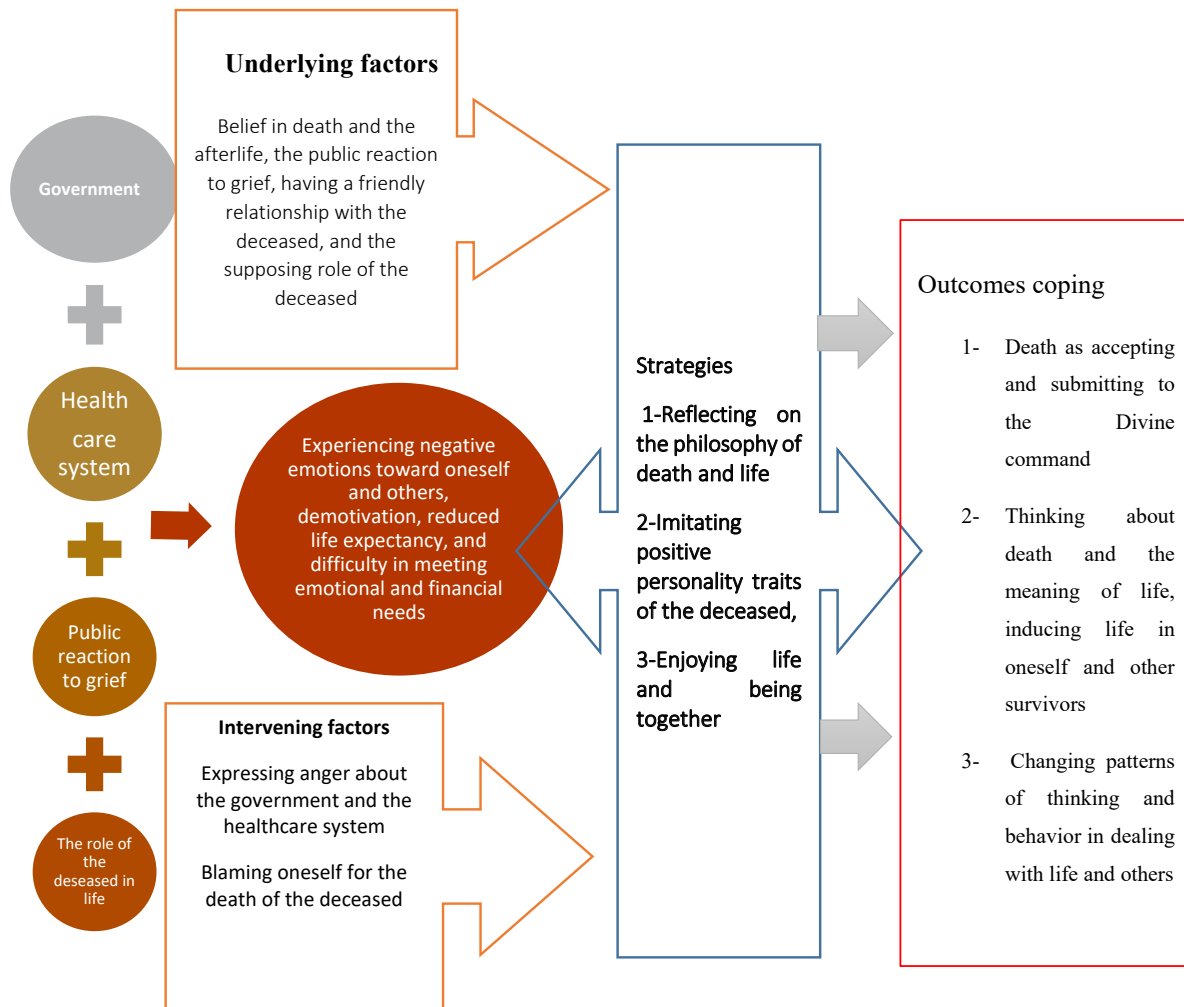 Government
Health
care
system
Public
reaction
to grief
The role of
the
deseased in
life
Underlying factors
Belief in death and the
afterlife, the public reaction
to grief, having a friendly
relationship with the
deceased, and the
supposing role of the
deceased
Experiencing negative
emotions toward oneself
and others,
demotivation, reduced
life expectancy, and
difficulty in meeting
emotional and financial
needs
Intervening factors
Expressing anger about
the government and the
healthcare system
Blaming oneself for the
death of the deceased
Strategies
1-Reflecting on
the philosophy of
death and life
2-Imitating
positive
personality traits
of the deceased,
3-Enjoying life
and being
together
Outcomes coping
1- Death as accepting
and submitting to
the Divine
command
2- Thinking about
death and the
meaning of life,
inducing life in
oneself and other
survivors
3- Changing patterns
of thinking and
behavior in dealing
with life and others